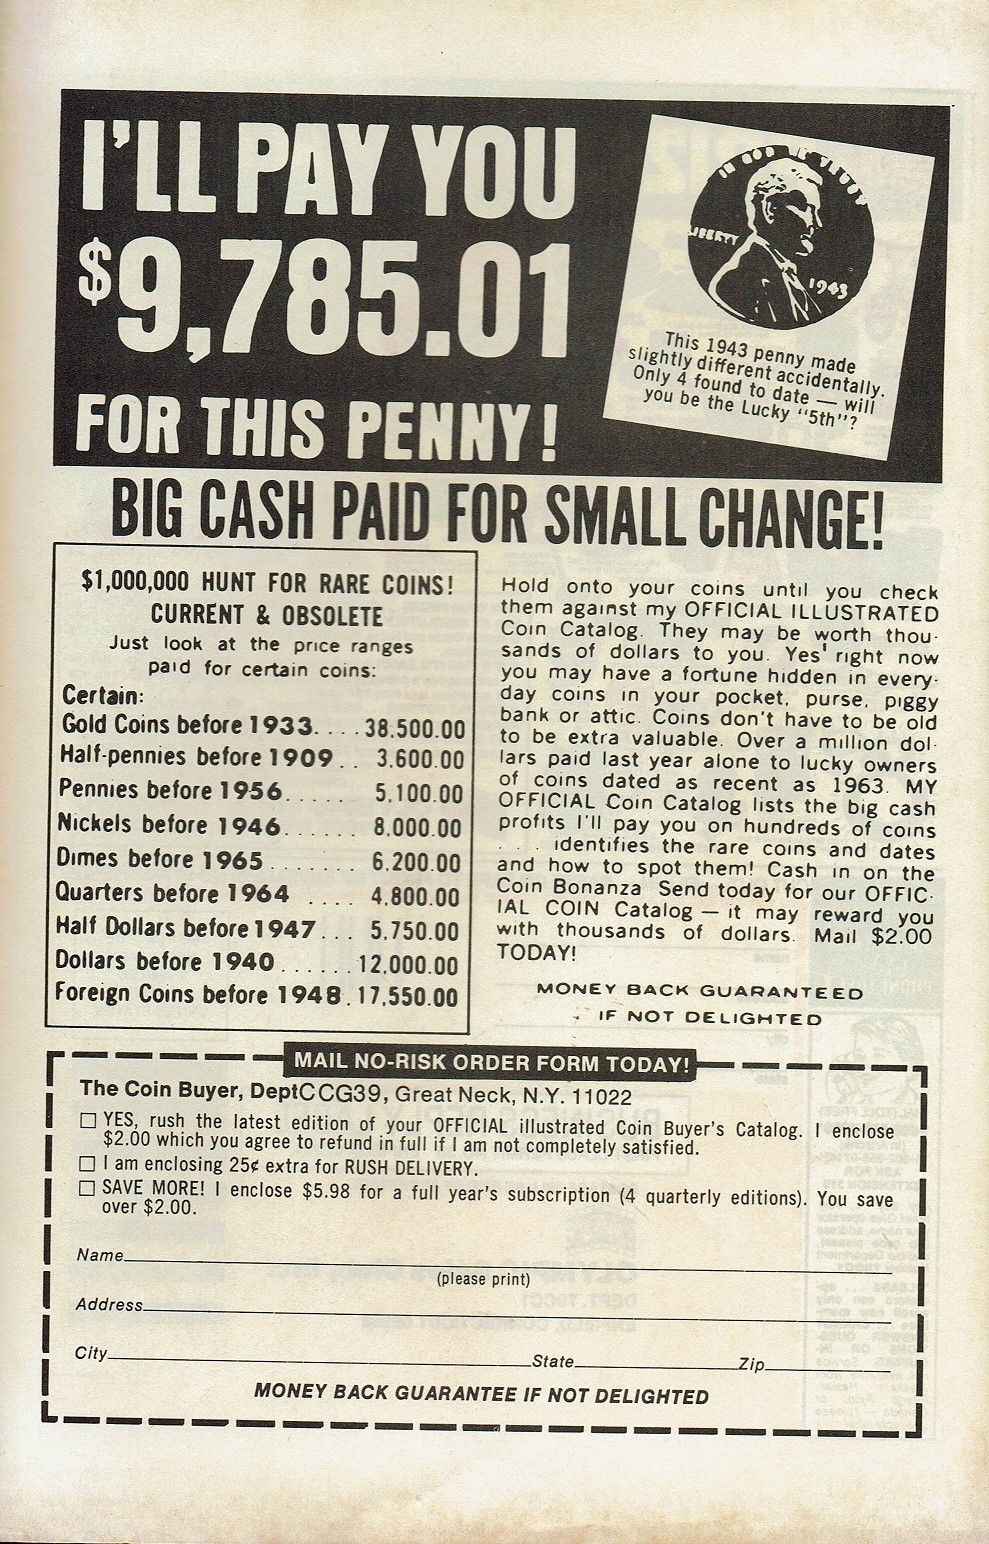 I'LL PAY YOU
$9,785.01
FOR THIS PENNY!
IN GOD WE TRUST
LIBERTY
1943
This 1943 penny made
slightly different accidentally.
Only 4 found to date — will
you be the Lucky "5th"?
BIG CASH PAID FOR SMALL CHANGE!
$1,000,000 HUNT FOR RARE COINS!
CURRENT & OBSOLETE
Just look at the price ranges
paid for certain coins:
Certain:
Gold Coins before 1933. . . . 38,500.00
Half-pennies before 1909 . . 3,600.00
Pennies before 1956. . . . . . 5,100.00
Nickels before 1946. . . . . . 8,000.00
Dimes before 1965 . . . . . . . 6,200.00
Quarters before 1964 . . . . 4,800.00
Half Dollars before 1947 . . . 5,750.00
Dollars before 1940 . . . . . . 12,000.00
Foreign Coins before 1948 . 17,550.00
Hold onto your coins until you check
them against my OFFICIAL ILLUSTRATED
Coin Catalog. They may be worth thou-
sands of dollars to you. Yes' right now
you may have a fortune hidden in every-
day coins in your pocket, purse, piggy
bank or attic. Coins don't have to be old
to be extra valuable. Over a million dol-
lars paid last year alone to lucky owners
of coins dated as recent as 1963. MY
OFFICIAL Coin Catalog lists the big cash
profits I'll pay you on hundreds of coins
. . . identifies the rare coins and dates
and how to spot them! Cash in on the
Coin Bonanza Send today for our OFFIC-
IAL COIN Catalog — it may reward you
with thousands of dollars. Mail $2.00
TODAY!
MONEY BACK GUARANTEED
IF NOT DELIGHTED
MAIL NO-RISK ORDER FORM TODAY!
The Coin Buyer, DeptCCG39, Great Neck, N.Y. 11022
YES, rush the latest edition of your OFFICIAL illustrated Coin Buyer's Catalog. I enclose
$2.00 which you agree to refund in full if I am not completely satisfied.
I am enclosing 25¢ extra for RUSH DELIVERY.
SAVE MORE! I enclose $5.98 for a full year's subscription (4 quarterly editions). You save
over $2.00.
Name
(please print)
Address
City State Zip
MONEY BACK GUARANTEE IF NOT DELIGHTED